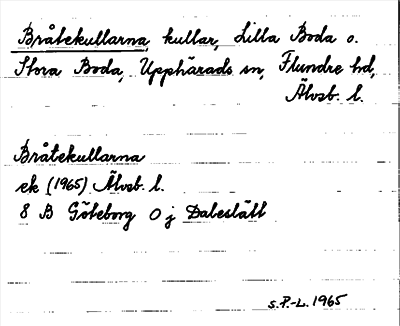 Bråtekullarna, kullar, Lilla Boda o.
Stora Boda, Upphärads sn, Flundre hd,
Älvsb. l.
Bråtekullarna
ek (1965) Älvsb. l.
8 B Göteborg 0 j Dalslätt
S.P.-L. 1965